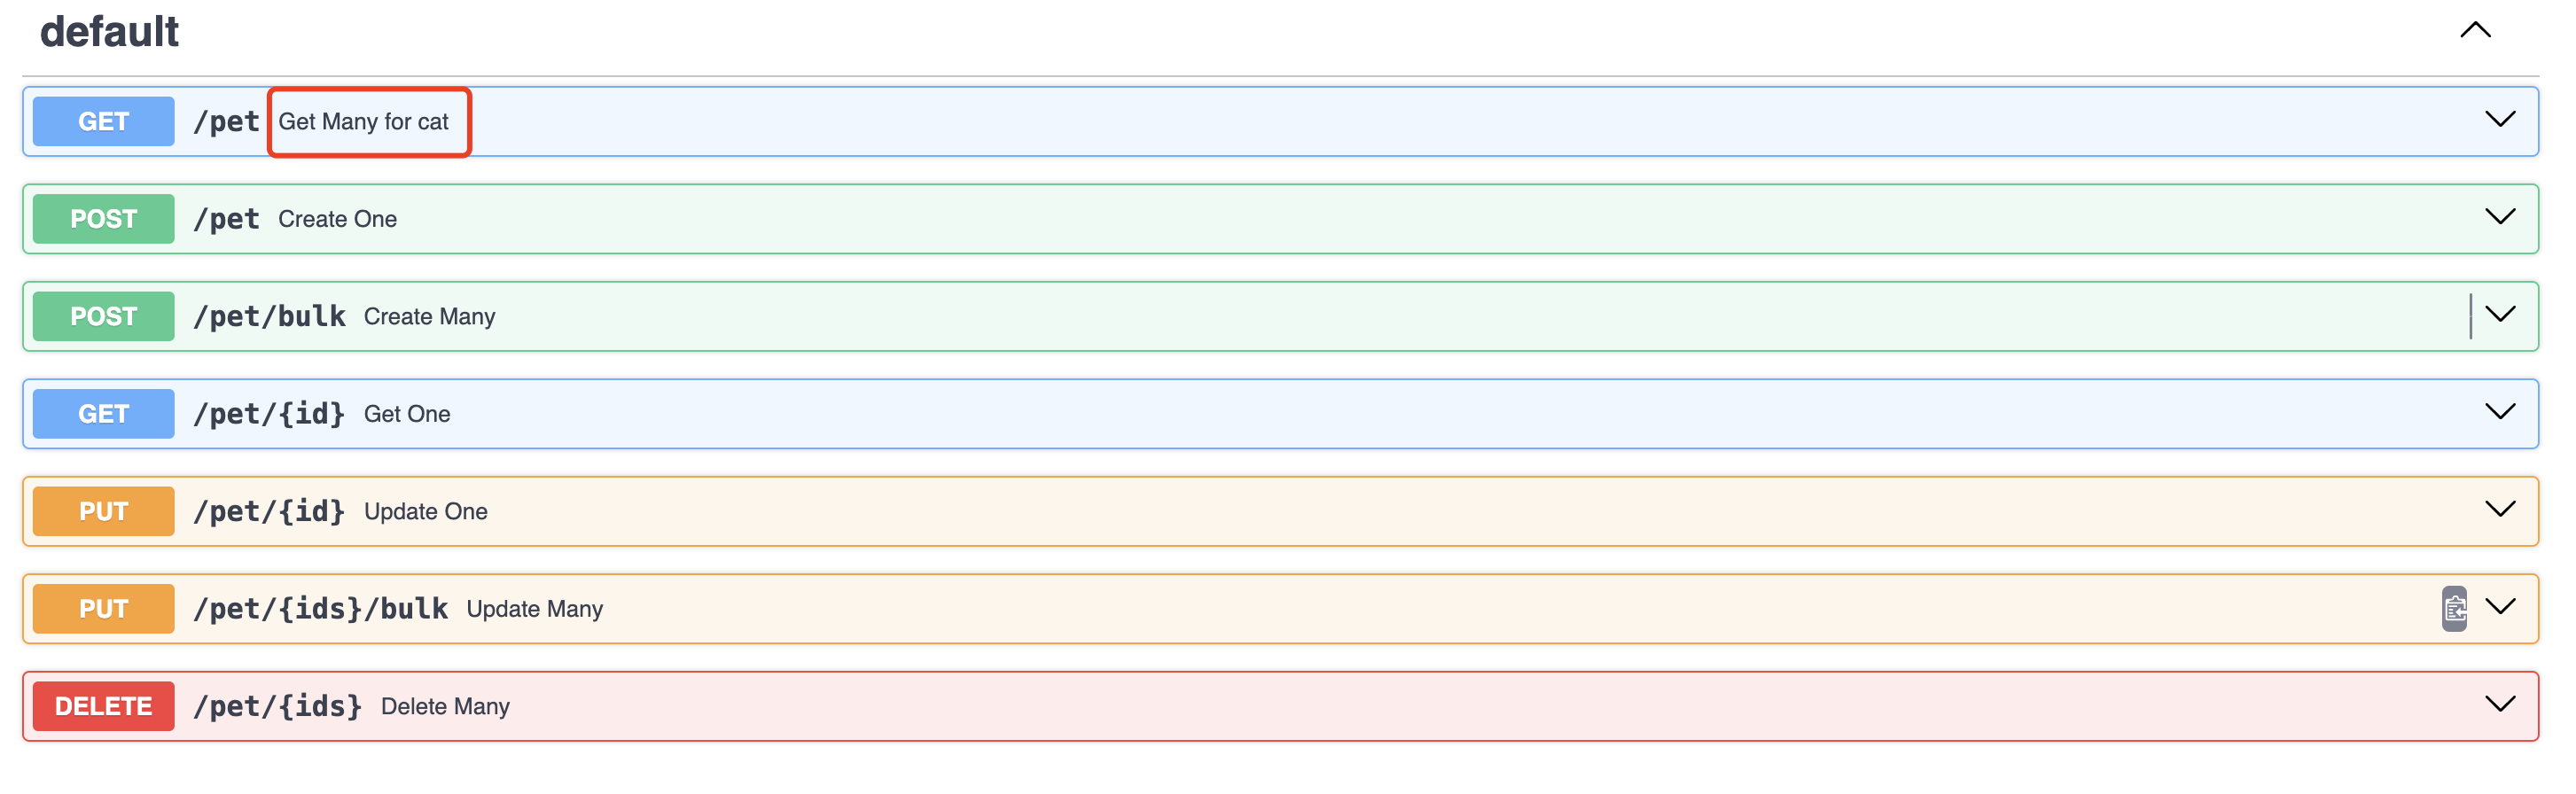 default
GET /pet Get Many for cat
POST /pet Create One
POST /pet/bulk Create Many
GET /pet/{id} Get One
PUT /pet/{id} Update One
PUT /pet/{ids}/bulk Update Many
DELETE /pet/{ids} Delete Many